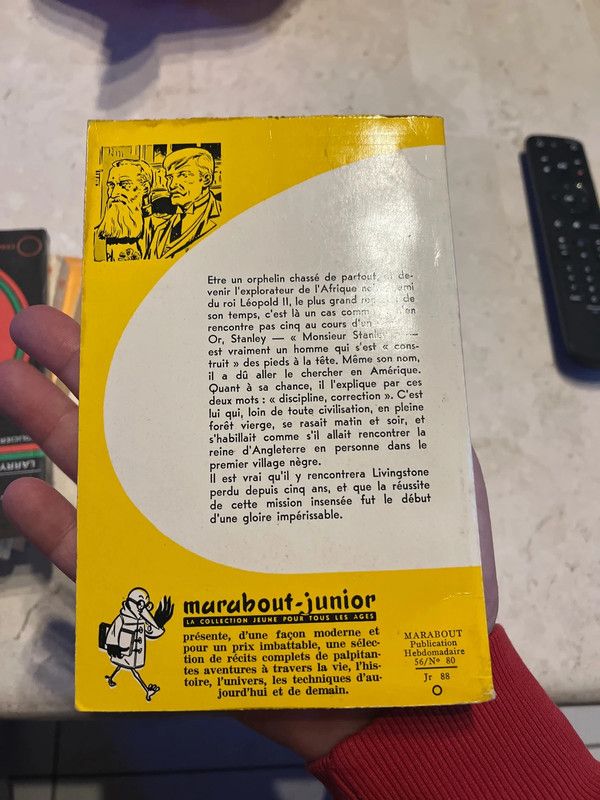 Etre un orphelin chassé de partout, de-
venir l'explorateur de l'Afrique ami
du roi Léopold II, le plus grand de
son temps, c'est là un cas comme
rencontre pas cinq au cours d'un
Or, Stanley — « Monsieur —
est vraiment un homme qui s'est « cons-
truit » des pieds à la tête. Même son nom,
il a dû aller le chercher en Amérique.
Quant à sa chance, il l'explique par ces
deux mots : « discipline, correction ». C'est
lui qui, loin de toute civilisation, en pleine
forêt vierge, se rasait matin et soir, et
s'habillait comme s'il allait rencontrer la
reine d'Angleterre en personne dans le
premier village nègre.
Il est vrai qu'il y rencontrera Livingstone
perdu depuis cinq ans, et que la réussite
de cette mission insensée fut le début
d'une gloire impérissable.
marabout-junior
LA COLLECTION JEUNE POUR TOUS LES AGES
présente, d'une façon moderne et
pour un prix imbattable, une sélec-
tion de récits complets de palpitan-
tes aventures à travers la vie, l'his-
toire, l'univers, les techniques d'au-
jourd'hui et de demain.
MARABOUT
Publication
Hebdomadaire
56/N° 80
Jr 88
LARRY